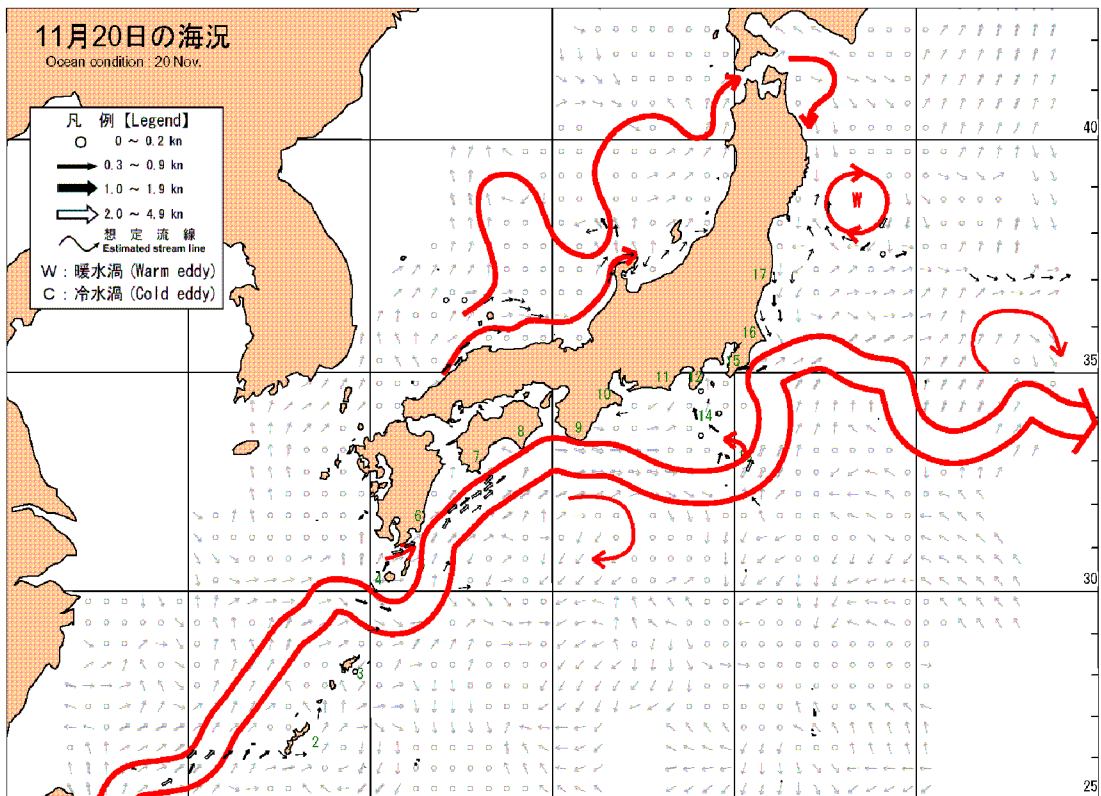 11月20日の海況
Ocean condition : 20 Nov.
凡 例【Legend】
0 ～ 0.2 kn
0.3 ～ 0.9 kn
1.0 ～ 1.9 kn
2.0 ～ 4.9 kn
想 定 流 線
Estimated stream line
W : 暖水渦 (Warm eddy)
C : 冷水渦 (Cold eddy)
40
W
17
16
35
15
12
11
10
14
9
8
7
6
30
4
3
2
25